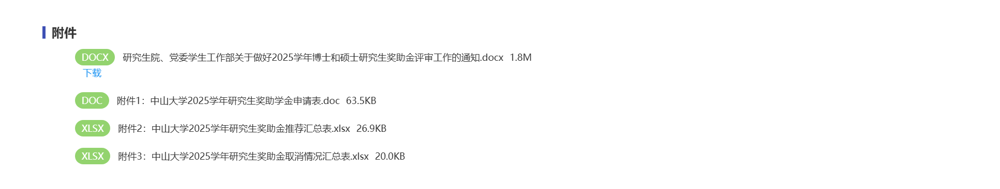 附件
DOCX 研究生院、党委学生工作部关于做好2025学年博士和硕士研究生奖助金评审工作的通知.docx 1.8M
下载
DOC 附件1：中山大学2025学年研究生奖助学金申请表.doc 63.5KB
XLSX 附件2：中山大学2025学年研究生奖助金推荐汇总表.xlsx 26.9KB
XLSX 附件3：中山大学2025学年研究生奖助金取消情况汇总表.xlsx 20.0KB